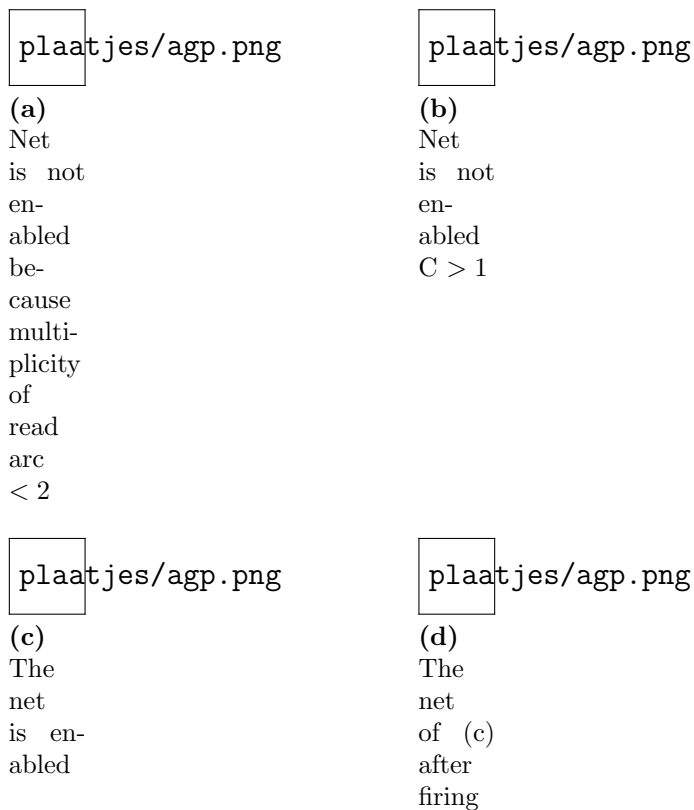 plaatjes/agp.png
(a)
Net
is not
en-
abled
be-
cause
multi-
plicity
of
read
arc
< 2
plaatjes/agp.png
(b)
Net
is not
en-
abled
C > 1
plaatjes/agp.png
(c)
The
net
is en-
abled
plaatjes/agp.png
(d)
The
net
of (c)
after
firing